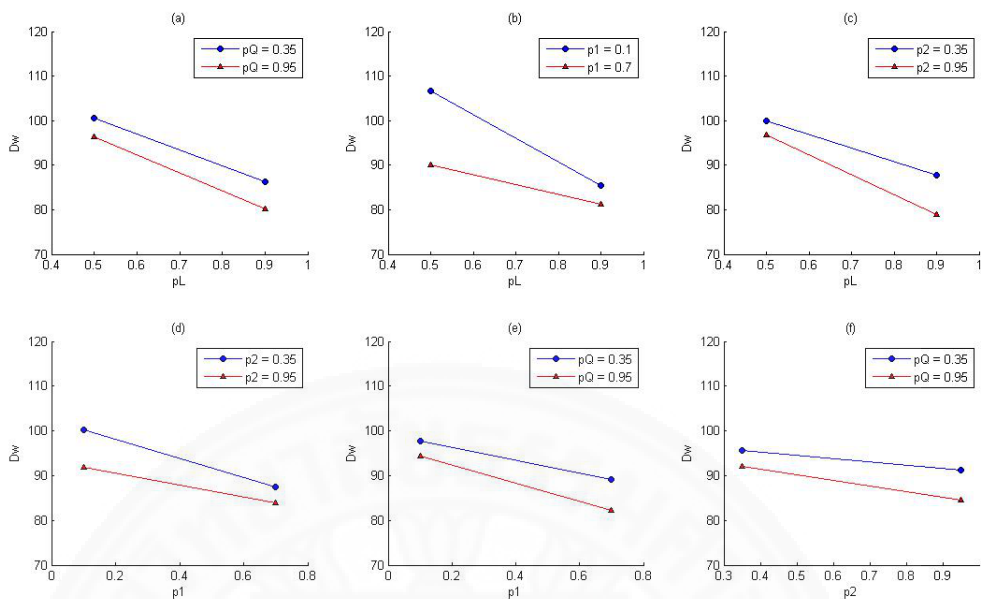 (a)
120
110
100
90
80
70
Dw
0.4 0.5 0.6 0.7 0.8 0.9 1
pL
pQ = 0.35
pQ = 0.95
(b)
120
110
100
90
80
70
Dw
0.4 0.5 0.6 0.7 0.8 0.9 1
pL
p1 = 0.1
p1 = 0.7
(c)
120
110
100
90
80
70
Dw
0.4 0.5 0.6 0.7 0.8 0.9 1
pL
p2 = 0.35
p2 = 0.95
(d)
120
110
100
90
80
70
Dw
0 0.2 0.4 0.6 0.8
p1
p2 = 0.35
p2 = 0.95
(e)
120
110
100
90
80
70
Dw
0 0.2 0.4 0.6 0.8
p1
pQ = 0.35
pQ = 0.95
(f)
120
110
100
90
80
70
Dw
0.3 0.4 0.5 0.6 0.7 0.8 0.9
p2
pQ = 0.35
pQ = 0.95